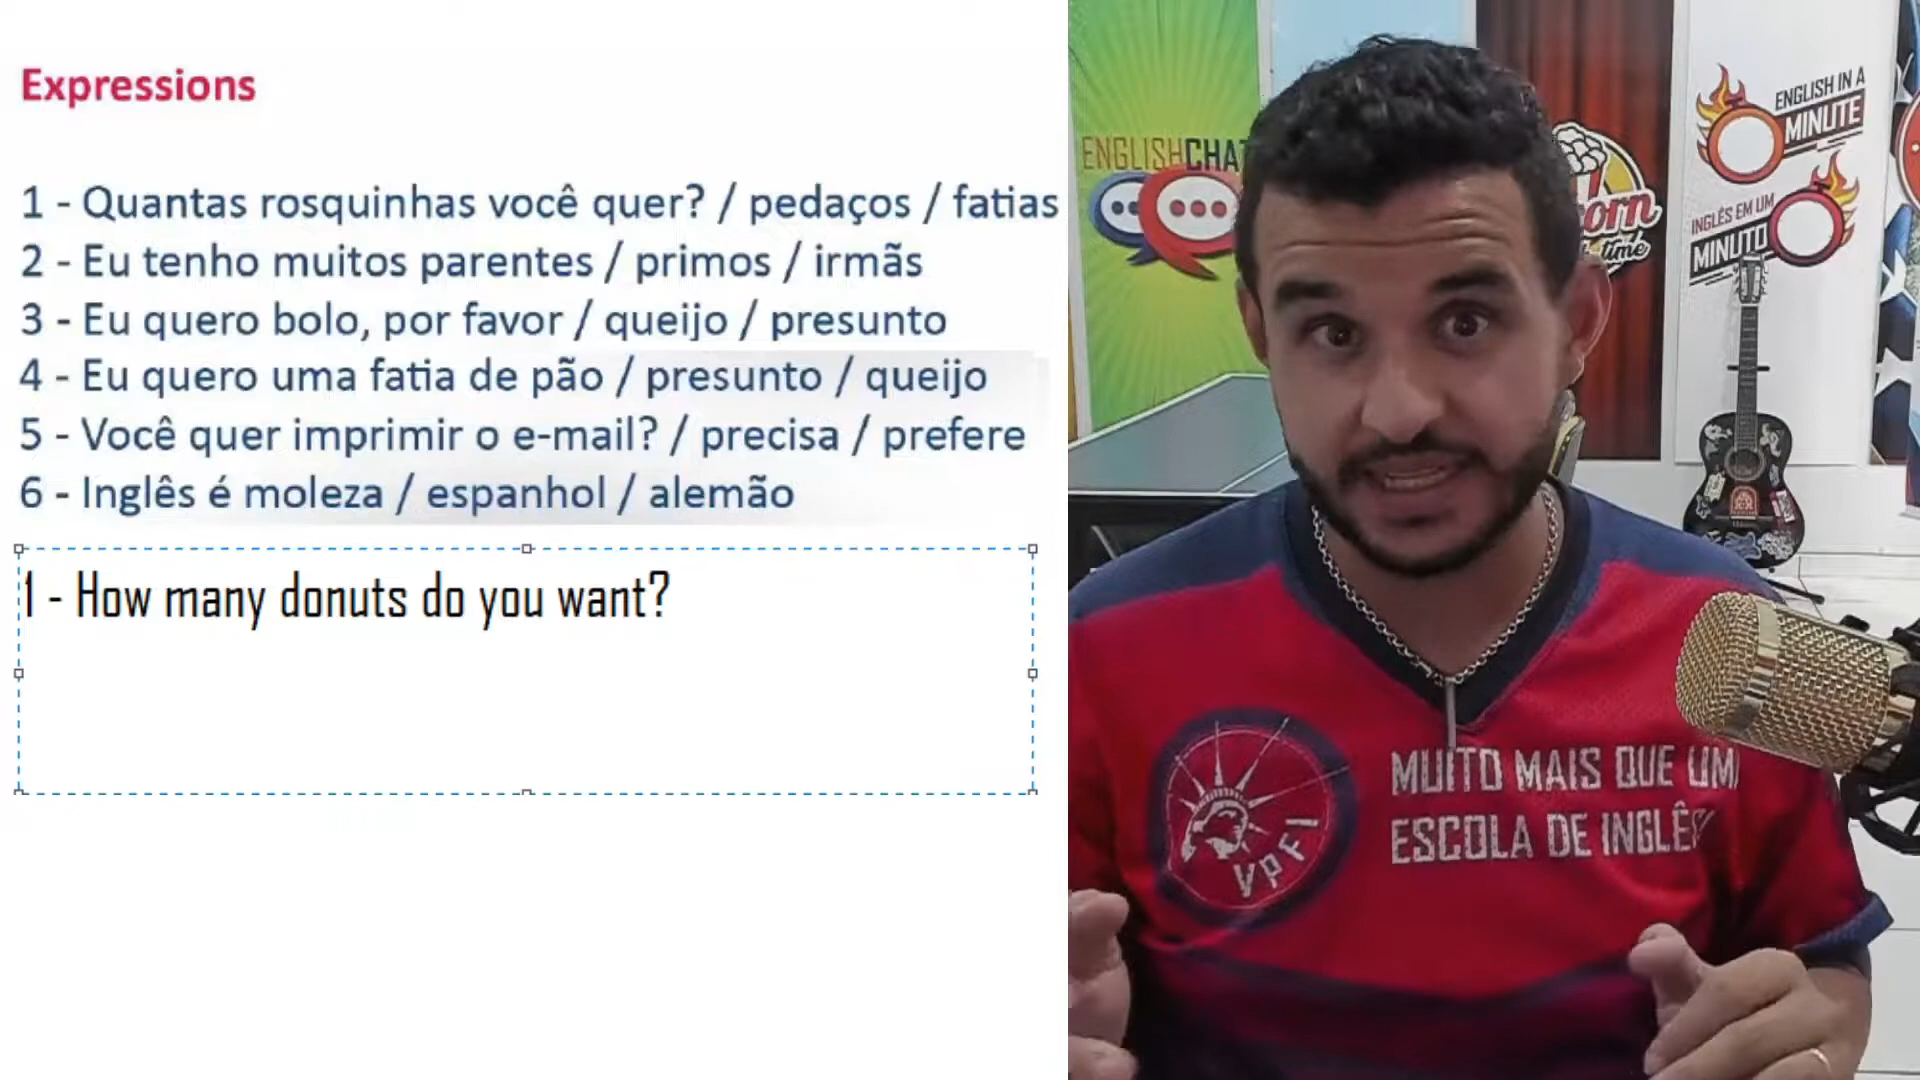 Expressions
1 - Quantas rosquinhas você quer? / pedaços / fatias
2 - Eu tenho muitos parentes / primos / irmãs
3 - Eu quero bolo, por favor / queijo / presunto
4 - Eu quero uma fatia de pão / presunto / queijo
5 - Você quer imprimir o e-mail? / precisa / prefere
6 - Inglês é moleza / espanhol / alemão
1 - How many donuts do you want?
ENGLISH CHAT
ENGLISH IN A
MINUTE
INGLÊS EM UM
MINUTO
time
MUITO MAIS QUE UM
ESCOLA DE INGLÊS
VPFI